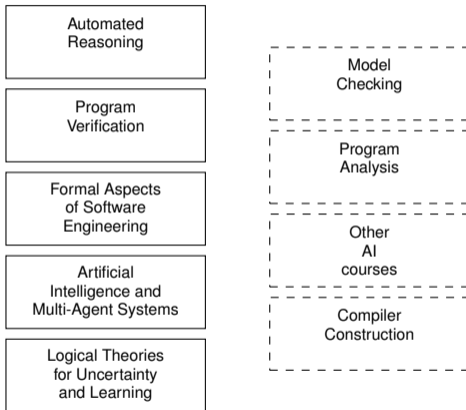 Automated
Reasoning
Program
Verification
Formal Aspects
of Software
Engineering
Artificial
Intelligence and
Multi-Agent Systems
Logical Theories
for Uncertainty
and Learning
Model
Checking
Program
Analysis
Other
AI
courses
Compiler
Construction